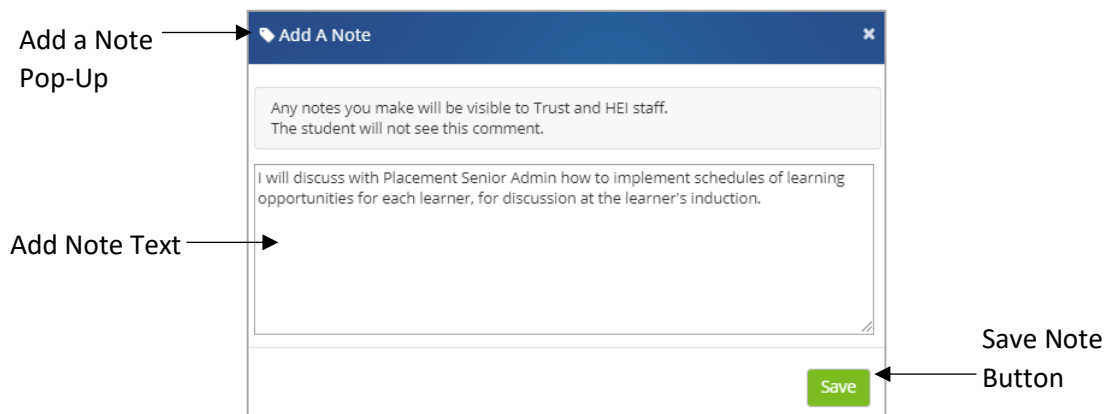 Add a Note
Pop-Up
Add A Note
Any notes you make will be visible to Trust and HEI staff.
The student will not see this comment.
I will discuss with Placement Senior Admin how to implement schedules of learning
opportunities for each learner, for discussion at the learner's induction.
Add Note Text
Save
Save Note
Button